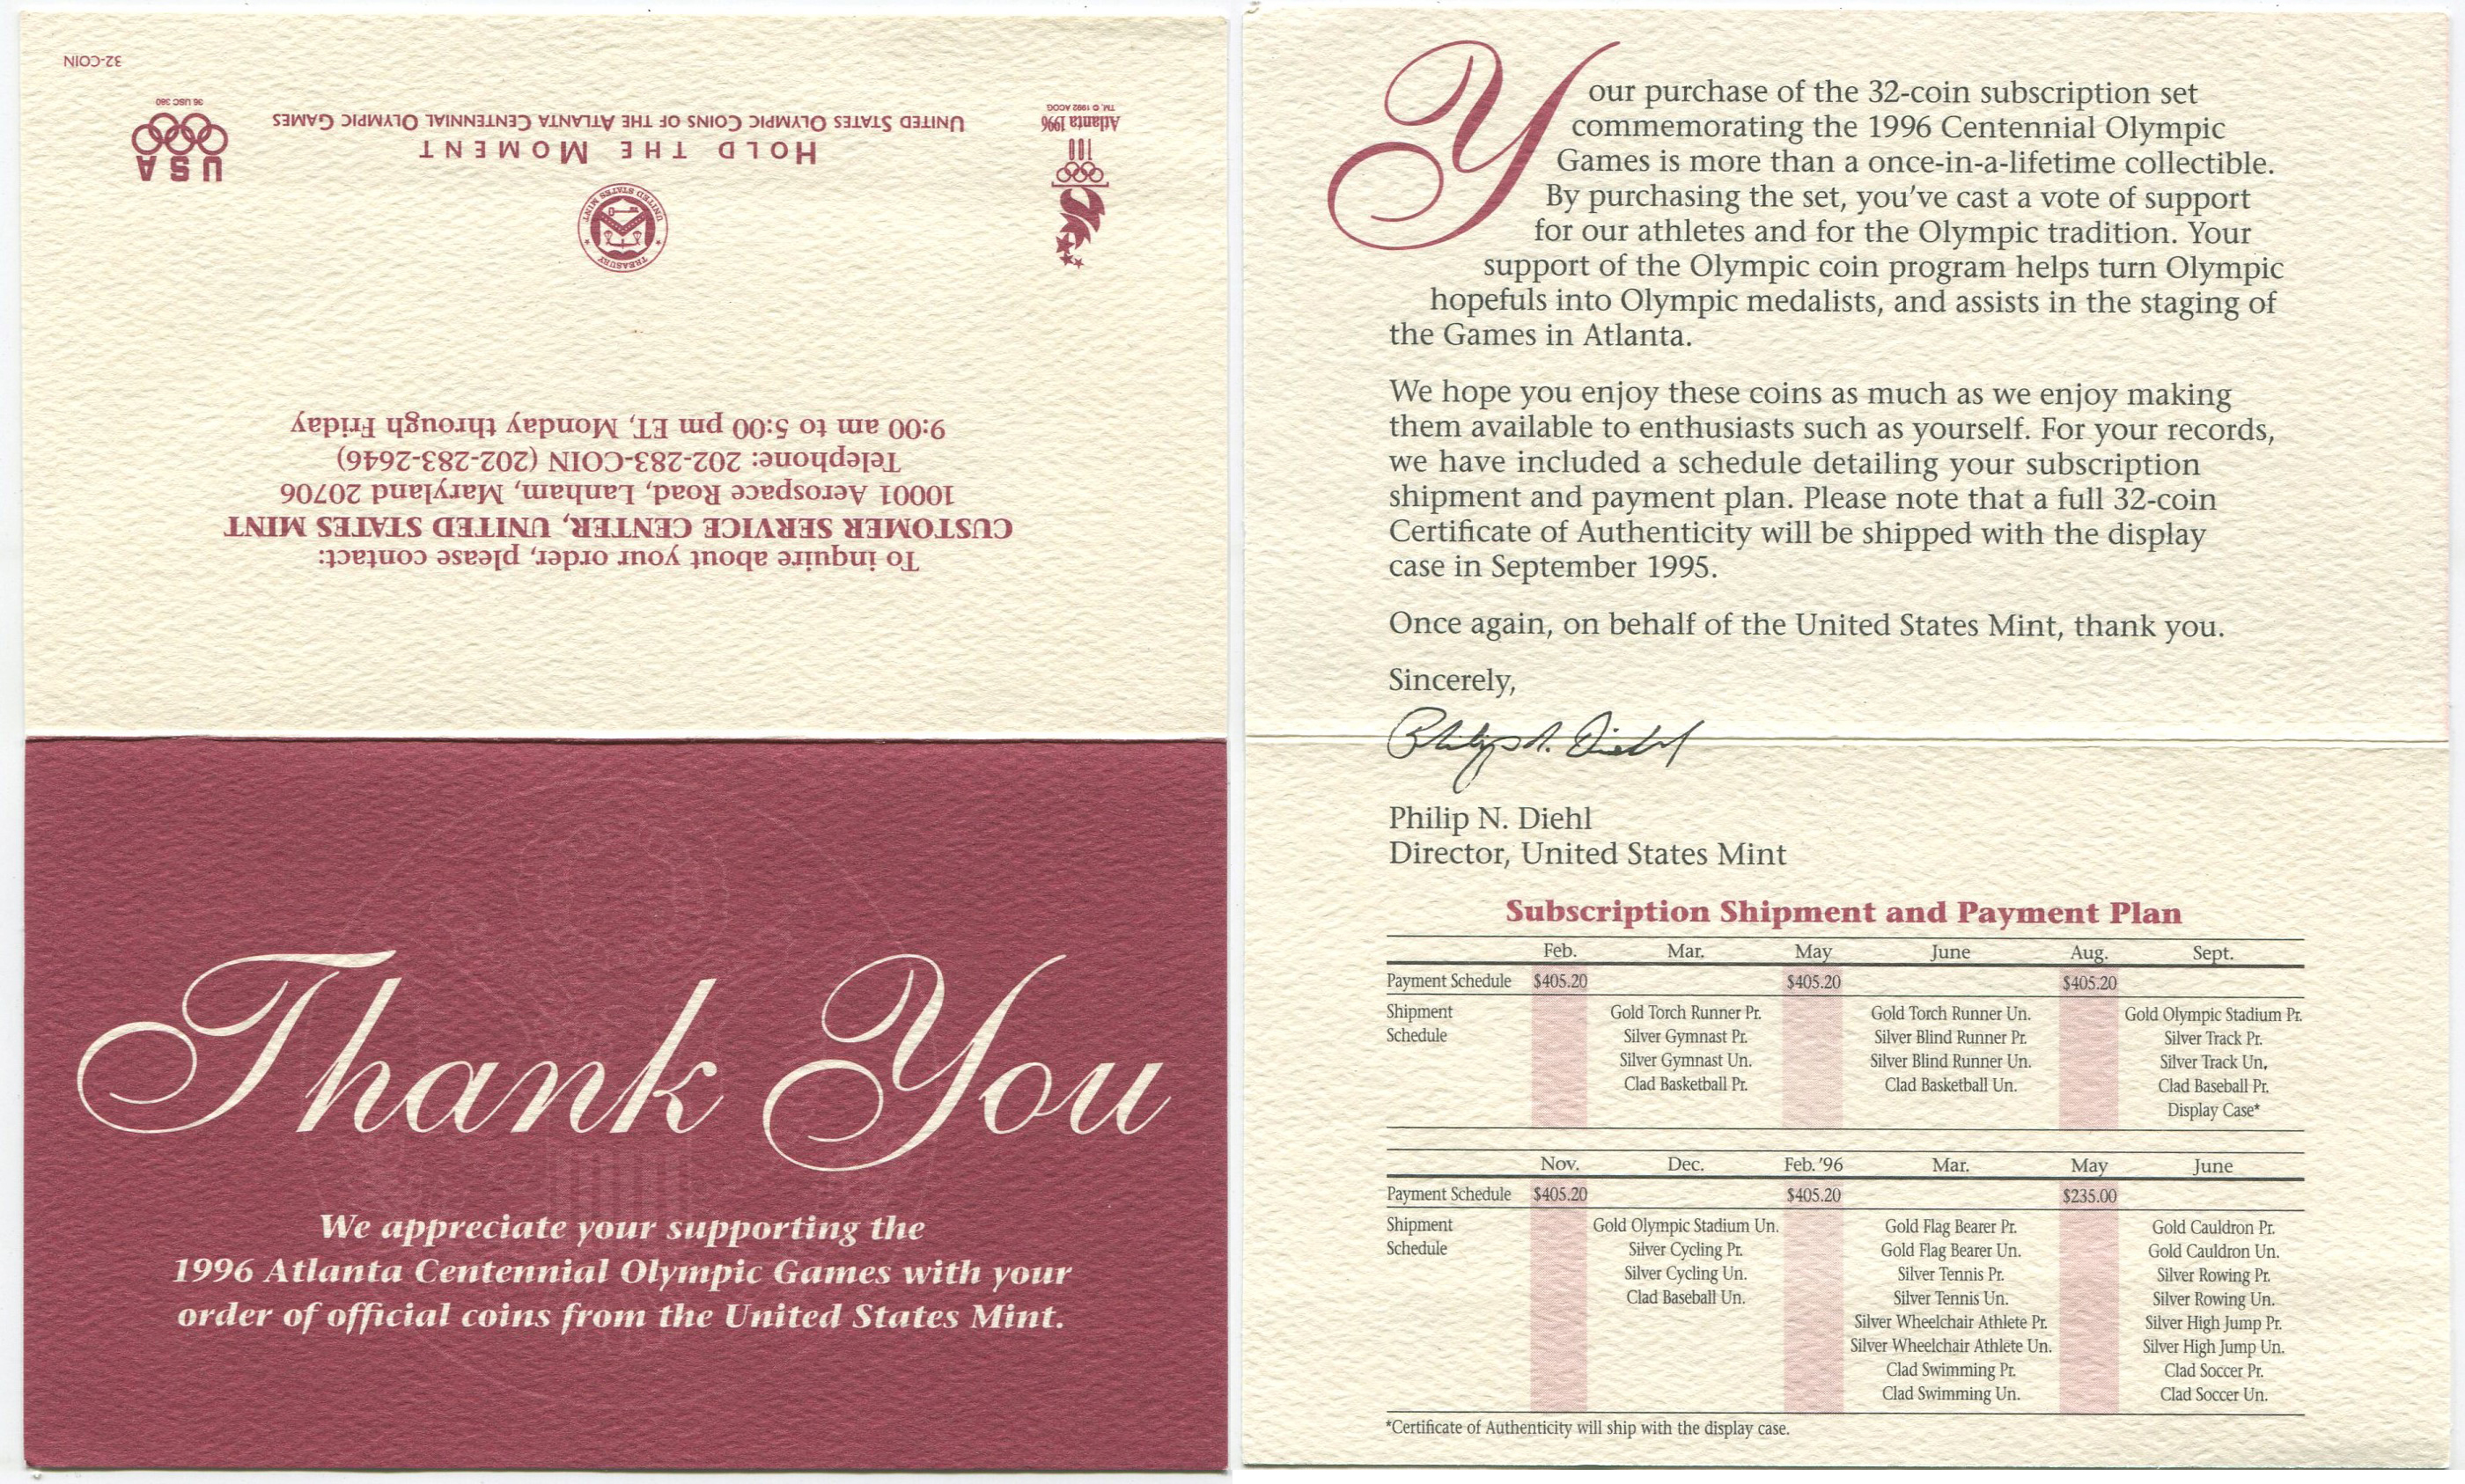 32-COIN
USA
36 USC 380
HOLD THE MOMENT
UNITED STATES OLYMPIC COINS OF THE ATLANTA CENTENNIAL OLYMPIC GAMES
TREASURY
UNITED STATES MINT
Atlanta 1996
TM, © 1992 ACOG
To inquire about your order, please contact:
CUSTOMER SERVICE CENTER, UNITED STATES MINT
10001 Aerospace Road, Lanham, Maryland 20706
Telephone: 202-283-COIN (202-283-2646)
9:00 am to 5:00 pm ET, Monday through Friday
Thank You
We appreciate your supporting the
1996 Atlanta Centennial Olympic Games with your
order of official coins from the United States Mint.
Your purchase of the 32-coin subscription set
commemorating the 1996 Centennial Olympic
Games is more than a once-in-a-lifetime collectible.
By purchasing the set, you've cast a vote of support
for our athletes and for the Olympic tradition. Your
support of the Olympic coin program helps turn Olympic
hopefuls into Olympic medalists, and assists in the staging of
the Games in Atlanta.
We hope you enjoy these coins as much as we enjoy making
them available to enthusiasts such as yourself. For your records,
we have included a schedule detailing your subscription
shipment and payment plan. Please note that a full 32-coin
Certificate of Authenticity will be shipped with the display
case in September 1995.
Once again, on behalf of the United States Mint, thank you.
Sincerely,
Philip N. Diehl
Philip N. Diehl
Director, United States Mint
Subscription Shipment and Payment Plan
Feb. Mar. May June Aug. Sept.
Payment Schedule $405.20 $405.20 $405.20
Shipment Gold Torch Runner Pr. Gold Torch Runner Un. Gold Olympic Stadium Pr.
Schedule Silver Gymnast Pr. Silver Blind Runner Pr. Silver Track Pr.
Silver Gymnast Un. Silver Blind Runner Un. Silver Track Un,
Clad Basketball Pr. Clad Basketball Un. Clad Baseball Pr.
Display Case*
Nov. Dec. Feb. '96 Mar. May June
Payment Schedule $405.20 $405.20 $235.00
Shipment Gold Olympic Stadium Un. Gold Flag Bearer Pr. Gold Cauldron Pr.
Schedule Silver Cycling Pr. Gold Flag Bearer Un. Gold Cauldron Un.
Silver Cycling Un. Silver Tennis Pr. Silver Rowing Pr.
Clad Baseball Un. Silver Tennis Un. Silver Rowing Un.
Silver Wheelchair Athlete Pr. Silver High Jump Pr.
Silver Wheelchair Athlete Un. Silver High Jump Un.
Clad Swimming Pr. Clad Soccer Pr.
Clad Swimming Un. Clad Soccer Un.
*Certificate of Authenticity will ship with the display case.